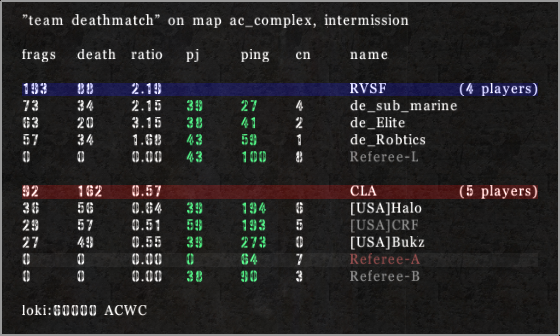 "team deathmatch" on map ac_complex, intermission
frags death ratio pj ping cn name
193 88 2.19 RVSF (4 players)
73 34 2.15 39 27 4 de_sub_marine
63 20 3.15 38 41 2 de_Elite
57 34 1.68 43 59 1 de_Robtics
0 0 0.00 43 100 8 Referee-L
92 162 0.57 CLA (5 players)
36 56 0.64 39 194 6 [USA]Halo
29 57 0.51 59 193 5 [USA]CRF
27 49 0.55 39 273 0 [USA]Bukz
0 0 0.00 0 64 7 Referee-A
0 0 0.00 38 90 3 Referee-B
loki:60000 ACWC